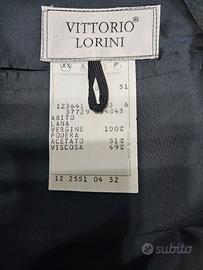 VITTORIO
LORINI
P
51
123641 6
ABITO
LANA
VERGINE 100%
FODERA
ACETATO 51%
VISCOSA 49%
12 2551 04 32
subito